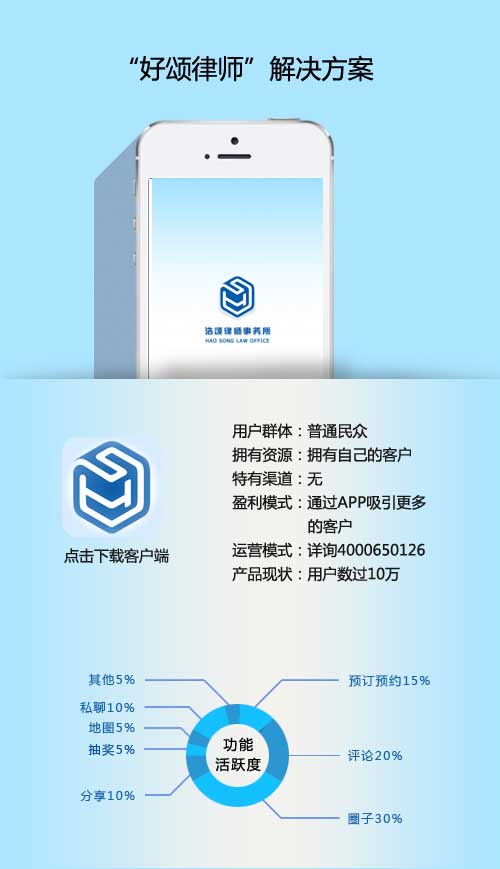 “好颂律师”解决方案
浩颂律师事务所
HAO SONG LAW OFFICE
点击下载客户端
用户群体：普通民众
拥有资源：拥有自己的客户
特有渠道：无
盈利模式：通过APP吸引更多
的客户
运营模式：详询4000650126
产品现状：用户数过10万
其他5%
私聊10%
地图5%
抽奖5%
分享10%
功能
活跃度
预订预约15%
评论20%
圈子30%